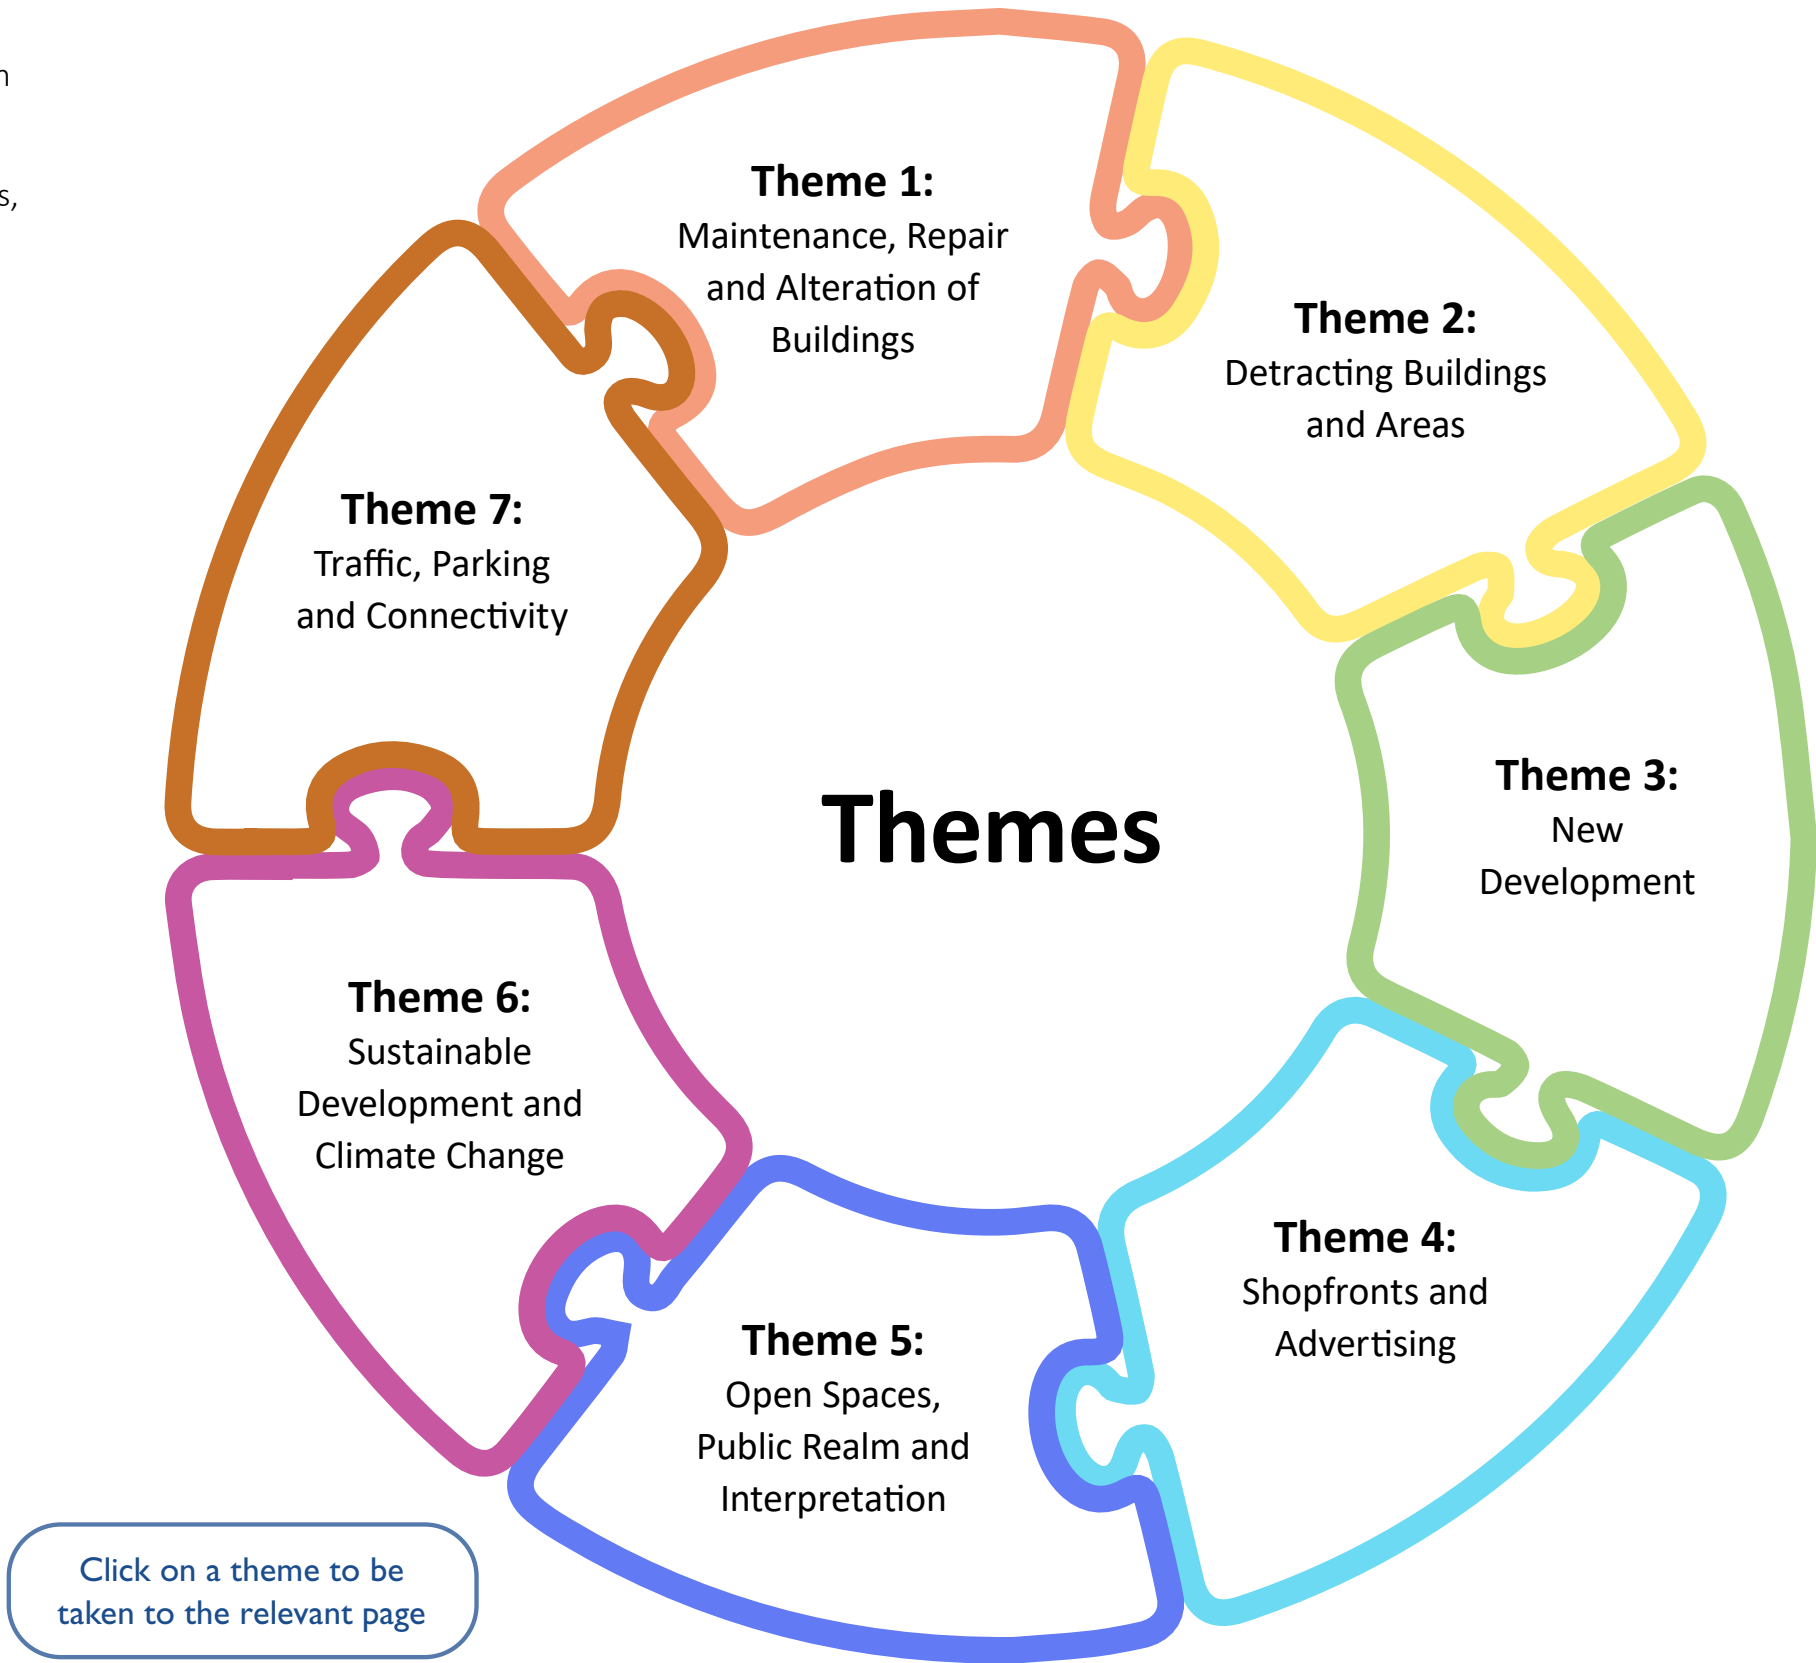 s,
Theme 1:
Maintenance, Repair
and Alteration of
Buildings
Theme 2:
Detracting Buildings
and Areas
Theme 3:
New
Development
Theme 4:
Shopfronts and
Advertising
Theme 5:
Open Spaces,
Public Realm and
Interpretation
Theme 6:
Sustainable
Development and
Climate Change
Theme 7:
Traffic, Parking
and Connectivity
Themes
Click on a theme to be
taken to the relevant page